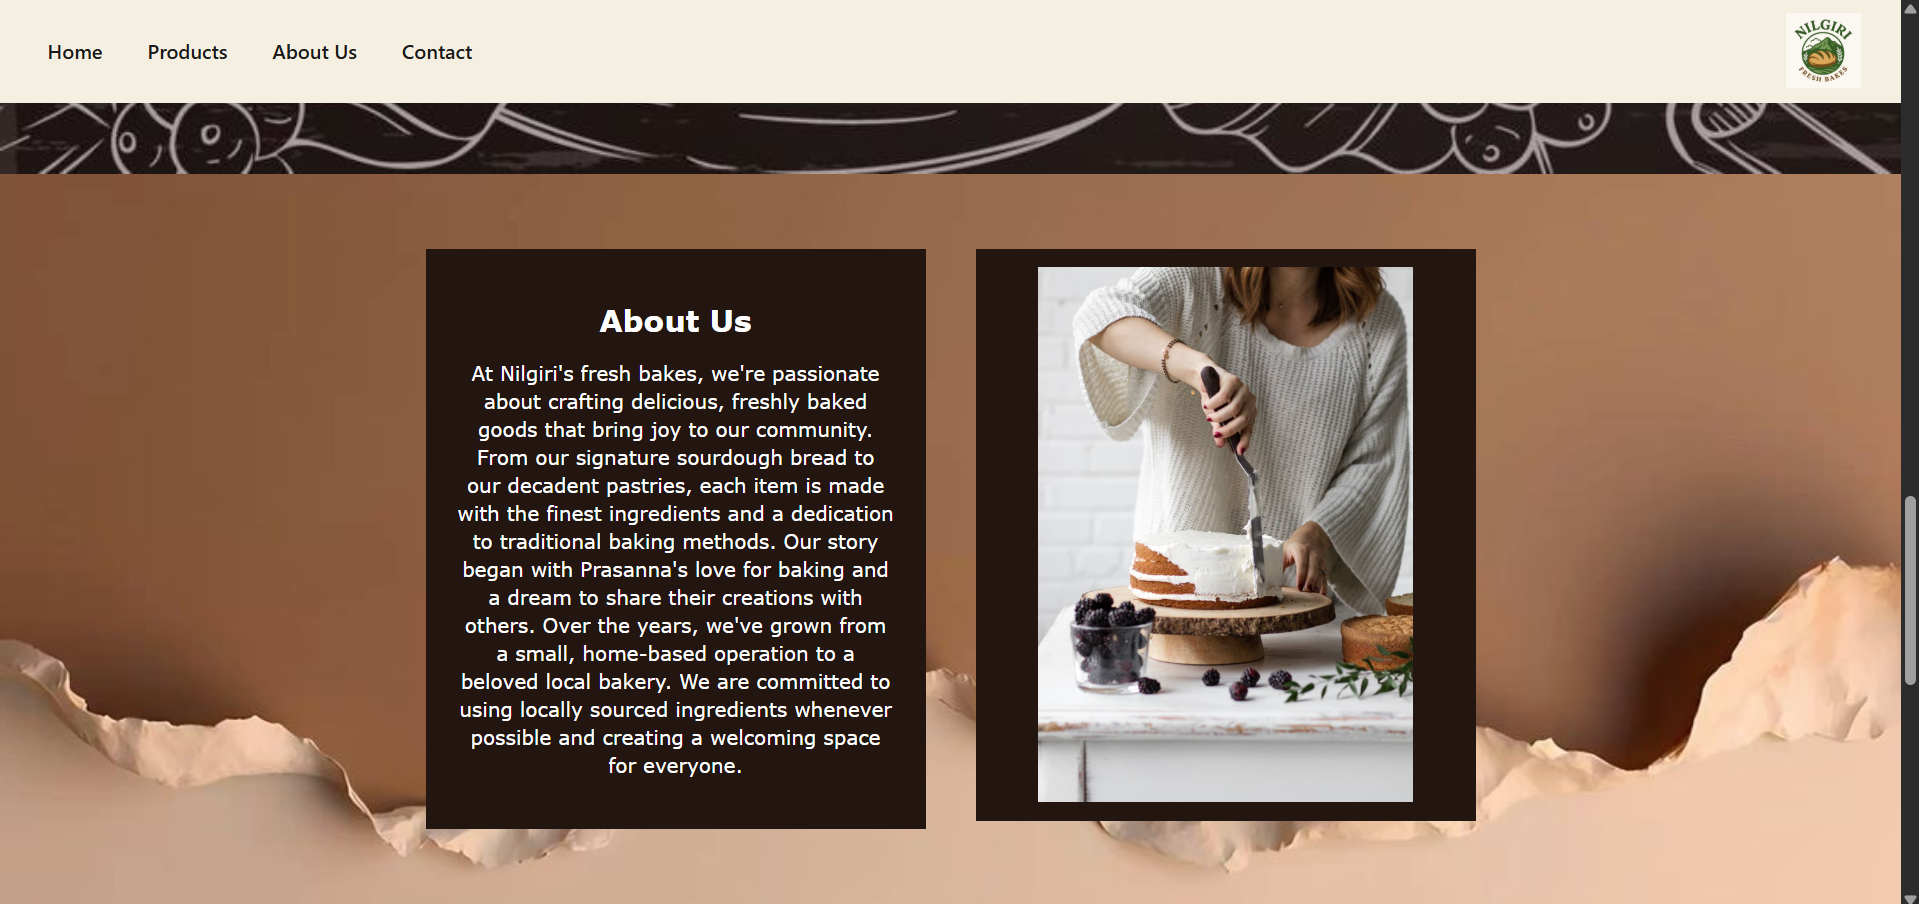 Home
Products
About Us
Contact
NILGIRI
FRESH BAKES
About Us
At Nilgiri's fresh bakes, we're passionate
about crafting delicious, freshly baked
goods that bring joy to our community.
From our signature sourdough bread to
our decadent pastries, each item is made
with the finest ingredients and a dedication
to traditional baking methods. Our story
began with Prasanna's love for baking and
a dream to share their creations with
others. Over the years, we've grown from
a small, home-based operation to a
beloved local bakery. We are committed to
using locally sourced ingredients whenever
possible and creating a welcoming space
for everyone.